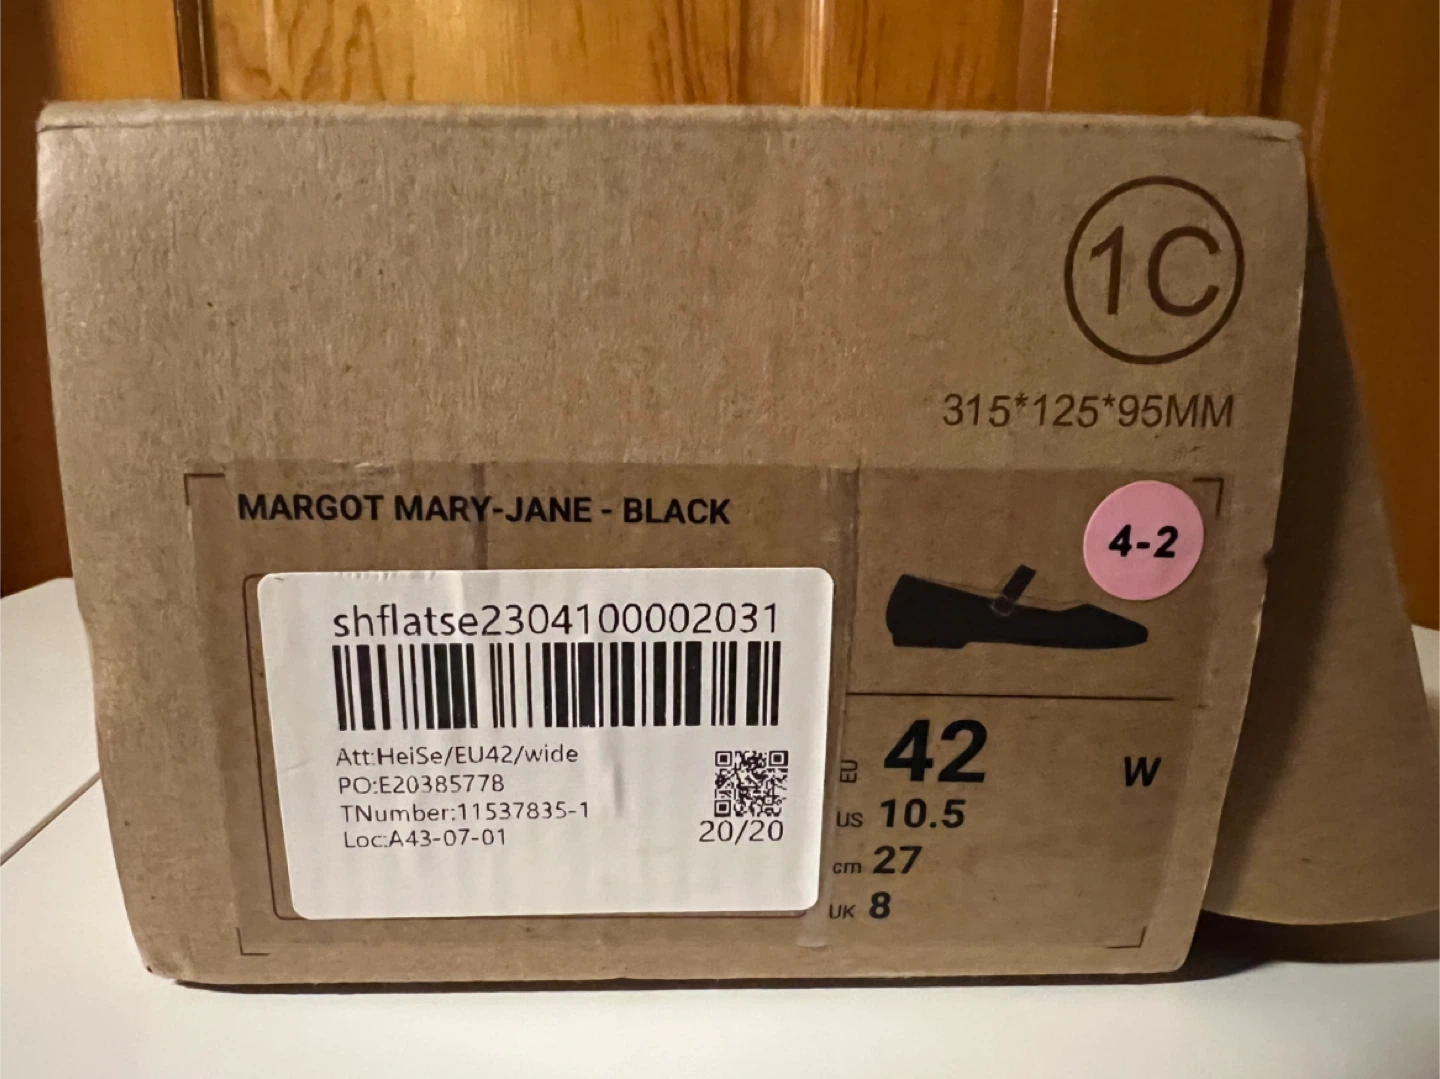 1C
315*125*95MM
MARGOT MARY-JANE - BLACK
4-2
shflatse2304100002031
Att:HeiSe/EU42/wide
PO:E20385778
TNumber:11537835-1
Loc:A43-07-01
20/20
EU 42 W
US 10.5
cm 27
UK 8